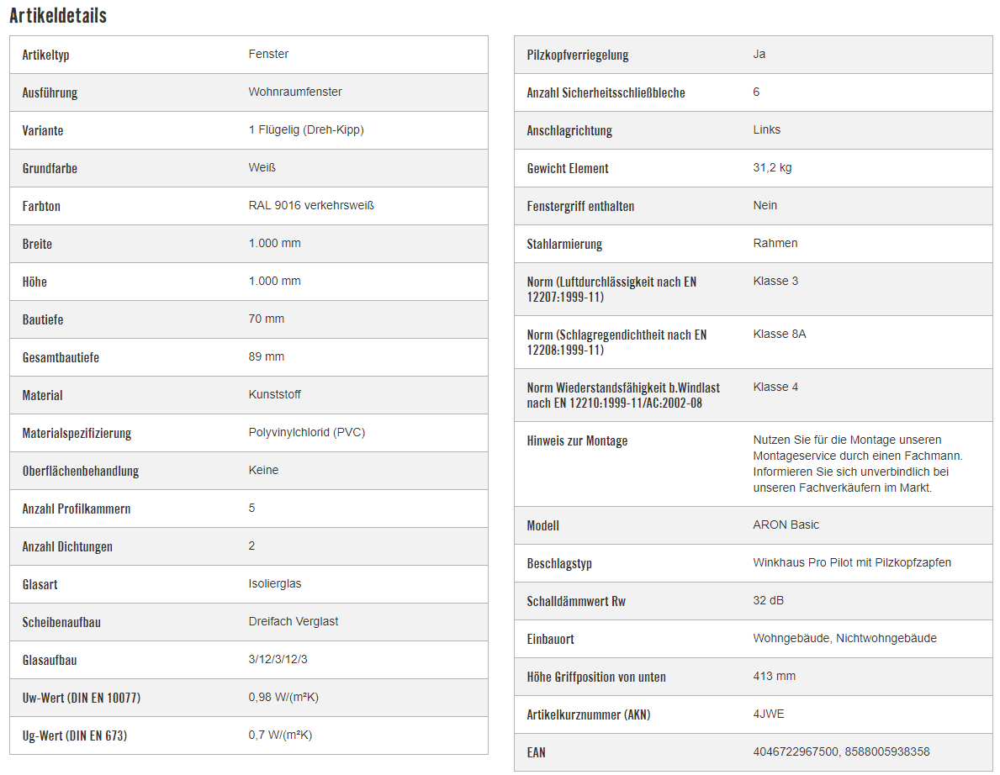 Artikeldetails
Artikeltyp Fenster
Ausführung Wohnraumfenster
Variante 1 Flügelig (Dreh-Kipp)
Grundfarbe Weiß
Farbton RAL 9016 verkehrsweiß
Breite 1.000 mm
Höhe 1.000 mm
Bautiefe 70 mm
Gesamtbautiefe 89 mm
Material Kunststoff
Materialspezifizierung Polyvinylchlorid (PVC)
Oberflächenbehandlung Keine
Anzahl Profilkammern 5
Anzahl Dichtungen 2
Glasart Isolierglas
Scheibenaufbau Dreifach Verglast
Glasaufbau 3/12/3/12/3
Uw-Wert (DIN EN 10077) 0,98 W/(m²K)
Ug-Wert (DIN EN 673) 0,7 W/(m²K)
Pilzkopfverriegelung Ja
Anzahl Sicherheitsschließbleche 6
Anschlagrichtung Links
Gewicht Element 31,2 kg
Fenstergriff enthalten Nein
Stahlarmierung Rahmen
Norm (Luftdurchlässigkeit nach EN Klasse 3
12207:1999-11)
Norm (Schlagregendichtheit nach EN Klasse 8A
12208:1999-11)
Norm Wiederstandsfähigkeit b.Windlast Klasse 4
nach EN 12210:1999-11/AC:2002-08
Hinweis zur Montage Nutzen Sie für die Montage unseren
Montageservice durch einen Fachmann.
Informieren Sie sich unverbindlich bei
unseren Fachverkäufern im Markt.
Modell ARON Basic
Beschlagstyp Winkhaus Pro Pilot mit Pilzkopfzapfen
Schalldämmwert Rw 32 dB
Einbauort Wohngebäude, Nichtwohngebäude
Höhe Griffposition von unten 413 mm
Artikelkurznummer (AKN) 4JWE
EAN 4046722967500, 8588005938358